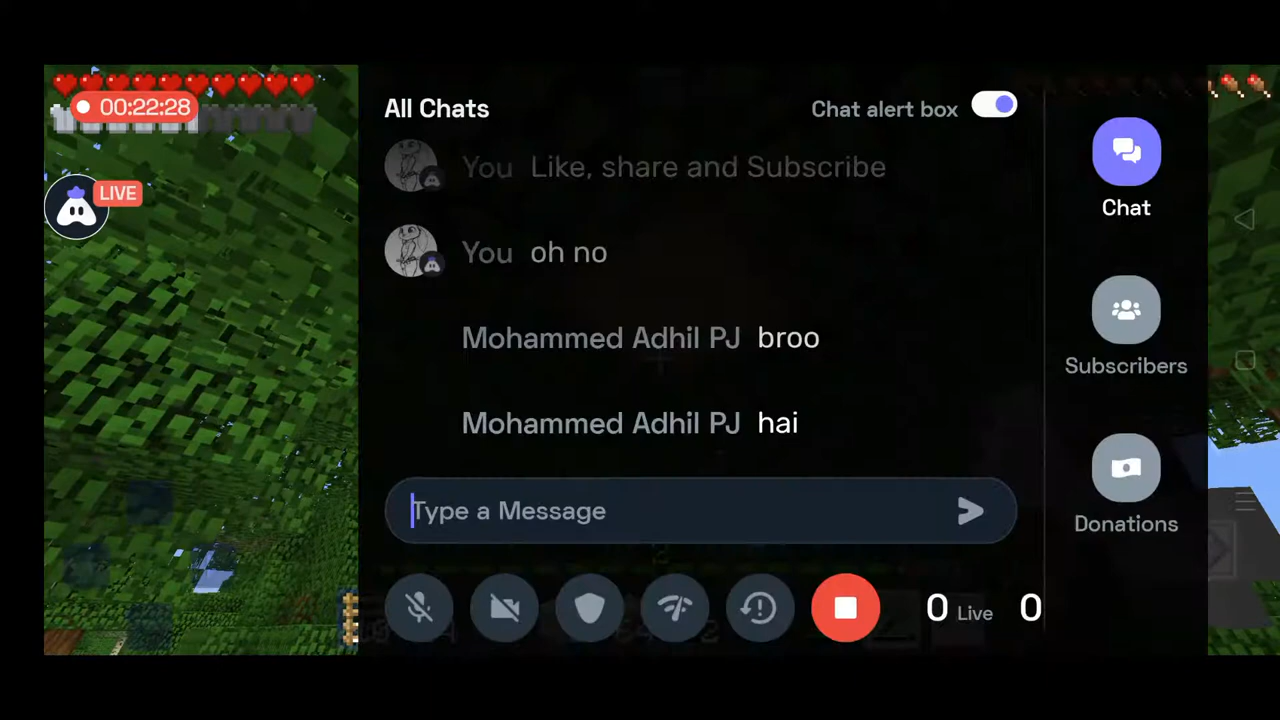 00:22:28
LIVE
All Chats
Chat alert box
You Like, share and Subscribe
You oh no
Mohammed Adhil PJ broo
Mohammed Adhil PJ hai
Type a Message
Chat
Subscribers
Donations
0 Live 0